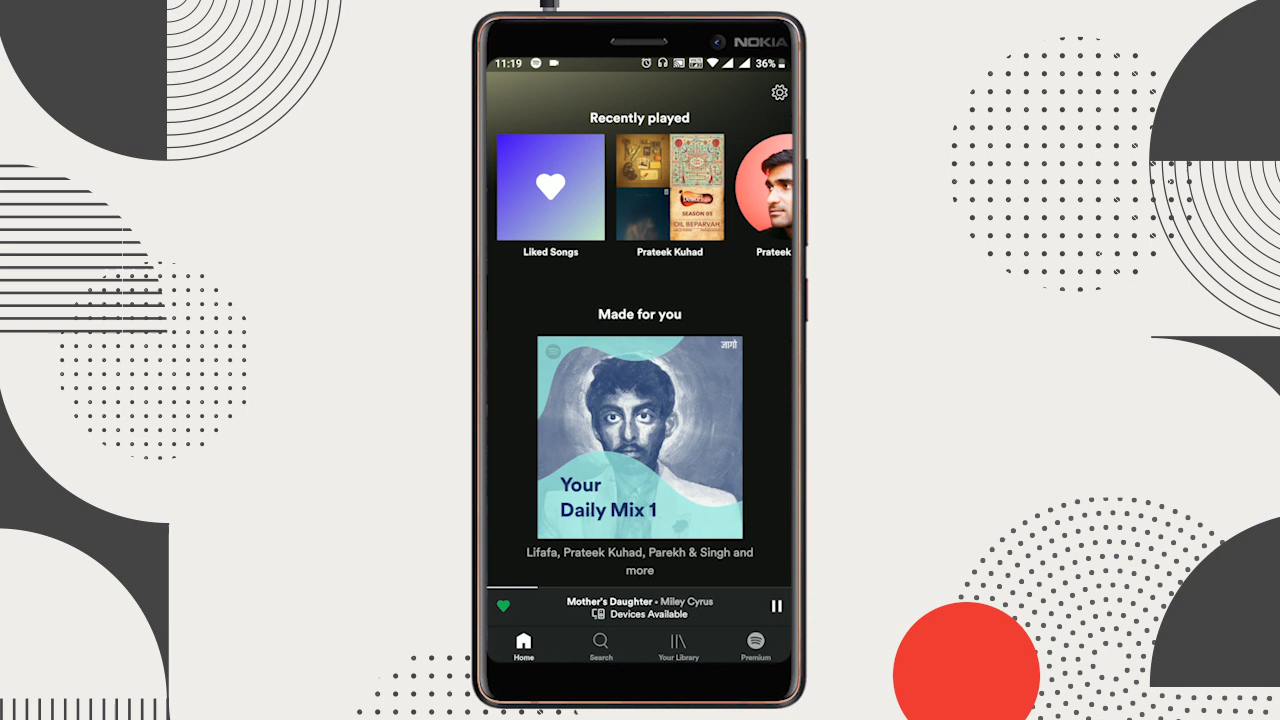 NOKIA
11:19
36%
Recently played
SEASON 05
DIL BEPARVAH
Liked Songs
Prateek Kuhad
Prateek
Made for you
जागो
Your
Daily Mix 1
Lifafa, Prateek Kuhad, Parekh & Singh and
more
Mother's Daughter • Miley Cyrus
Devices Available
Home
Search
Your Library
Premium